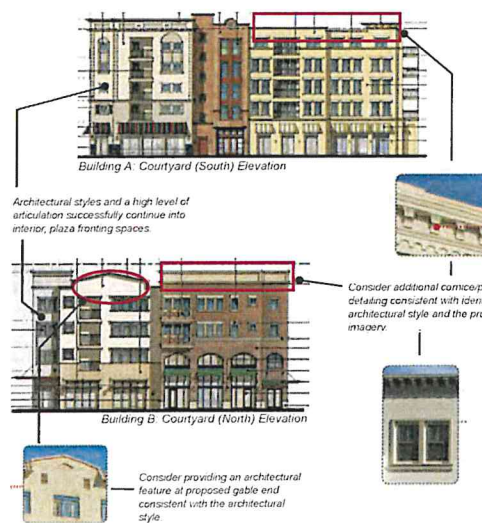 Building A: Courtyard (South) Elevation
Architectural styles and a high level of
articulation successfully continue into
interior, plaza fronting spaces.
Consider additional cornice/p
detailing consistent with iden
architectural style and the pro
imagery.
Building B: Courtyard (North) Elevation
Consider providing an architectural
feature at proposed gable end
consistent with the architectural
style.